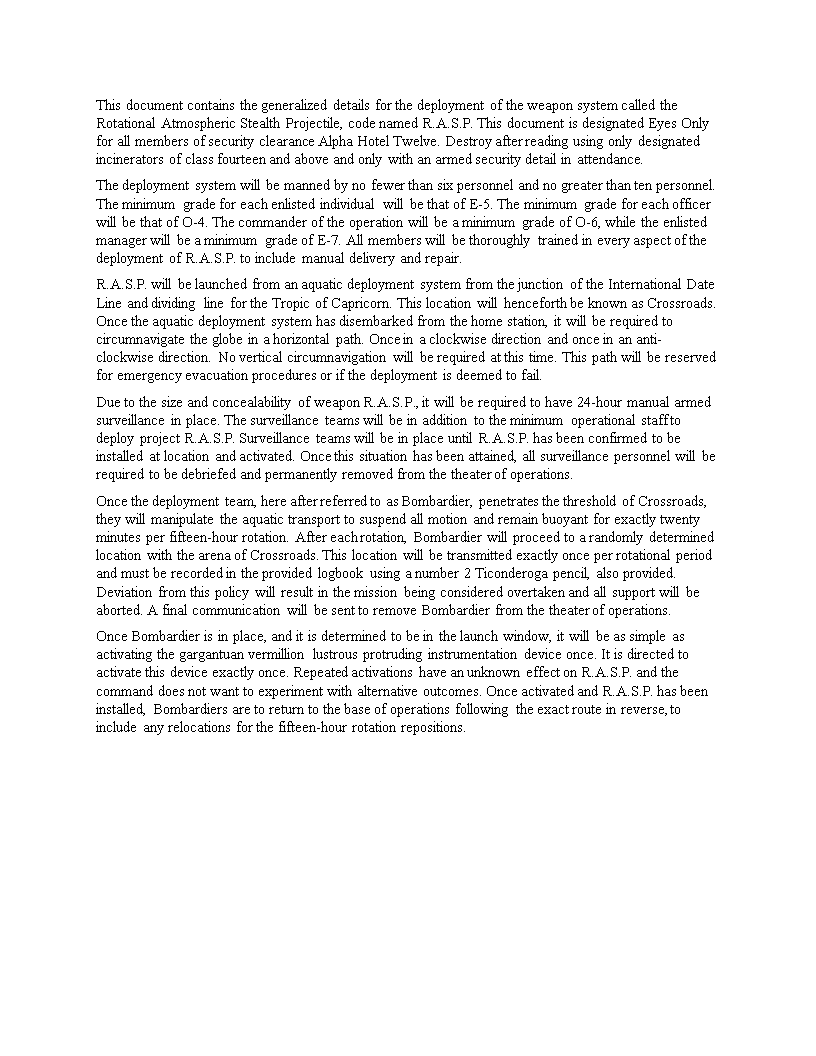 This document contains the generalized details for the deployment of the weapon system called the
Rotational Atmospheric Stealth Projectile, code named R.A.S.P. This document is designated Eyes Only
for all members of security clearance Alpha Hotel Twelve. Destroy after reading using only designated
incinerators of class fourteen and above and only with an armed security detail in attendance.
The deployment system will be manned by no fewer than six personnel and no greater than ten personnel.
The minimum grade for each enlisted individual will be that of E-5. The minimum grade for each officer
will be that of O-4. The commander of the operation will be a minimum grade of O-6, while the enlisted
manager will be a minimum grade of E-7. All members will be thoroughly trained in every aspect of the
deployment of R.A.S.P. to include manual delivery and repair.
R.A.S.P. will be launched from an aquatic deployment system from the junction of the International Date
Line and dividing line for the Tropic of Capricorn. This location will henceforth be known as Crossroads.
Once the aquatic deployment system has disembarked from the home station, it will be required to
circumnavigate the globe in a horizontal path. Once in a clockwise direction and once in an anti-
clockwise direction. No vertical circumnavigation will be required at this time. This path will be reserved
for emergency evacuation procedures or if the deployment is deemed to fail.
Due to the size and concealability of weapon R.A.S.P., it will be required to have 24-hour manual armed
surveillance in place. The surveillance teams will be in addition to the minimum operational staff to
deploy project R.A.S.P. Surveillance teams will be in place until R.A.S.P. has been confirmed to be
installed at location and activated. Once this situation has been attained, all surveillance personnel will be
required to be debriefed and permanently removed from the theater of operations.
Once the deployment team, here after referred to as Bombardier, penetrates the threshold of Crossroads,
they will manipulate the aquatic transport to suspend all motion and remain buoyant for exactly twenty
minutes per fifteen-hour rotation. After each rotation, Bombardier will proceed to a randomly determined
location with the arena of Crossroads. This location will be transmitted exactly once per rotational period
and must be recorded in the provided logbook using a number 2 Ticonderoga pencil, also provided.
Deviation from this policy will result in the mission being considered overtaken and all support will be
aborted. A final communication will be sent to remove Bombardier from the theater of operations.
Once Bombardier is in place, and it is determined to be in the launch window, it will be as simple as
activating the gargantuan vermillion lustrous protruding instrumentation device once. It is directed to
activate this device exactly once. Repeated activations have an unknown effect on R.A.S.P. and the
command does not want to experiment with alternative outcomes. Once activated and R.A.S.P. has been
installed, Bombardiers are to return to the base of operations following the exact route in reverse, to
include any relocations for the fifteen-hour rotation repositions.